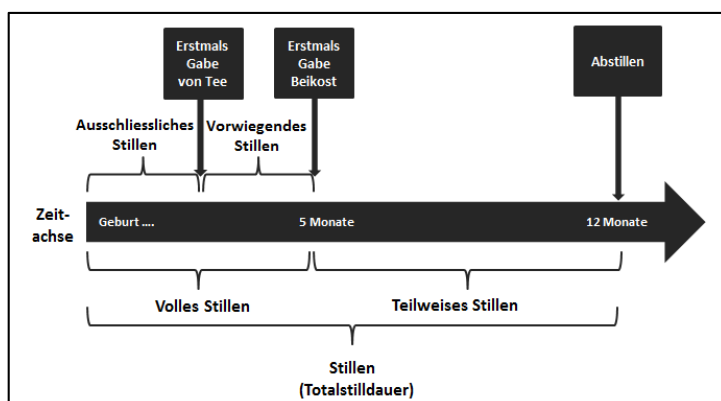 Erstmals
Gabe
von Tee
Erstmals
Gabe
Beikost
Abstillen
Ausschliessliches
Stillen
Vorwiegendes
Stillen
Zeit-
achse
Geburt ....
5 Monate
12 Monate
Volles Stillen
Teilweises Stillen
Stillen
(Totalstilldauer)